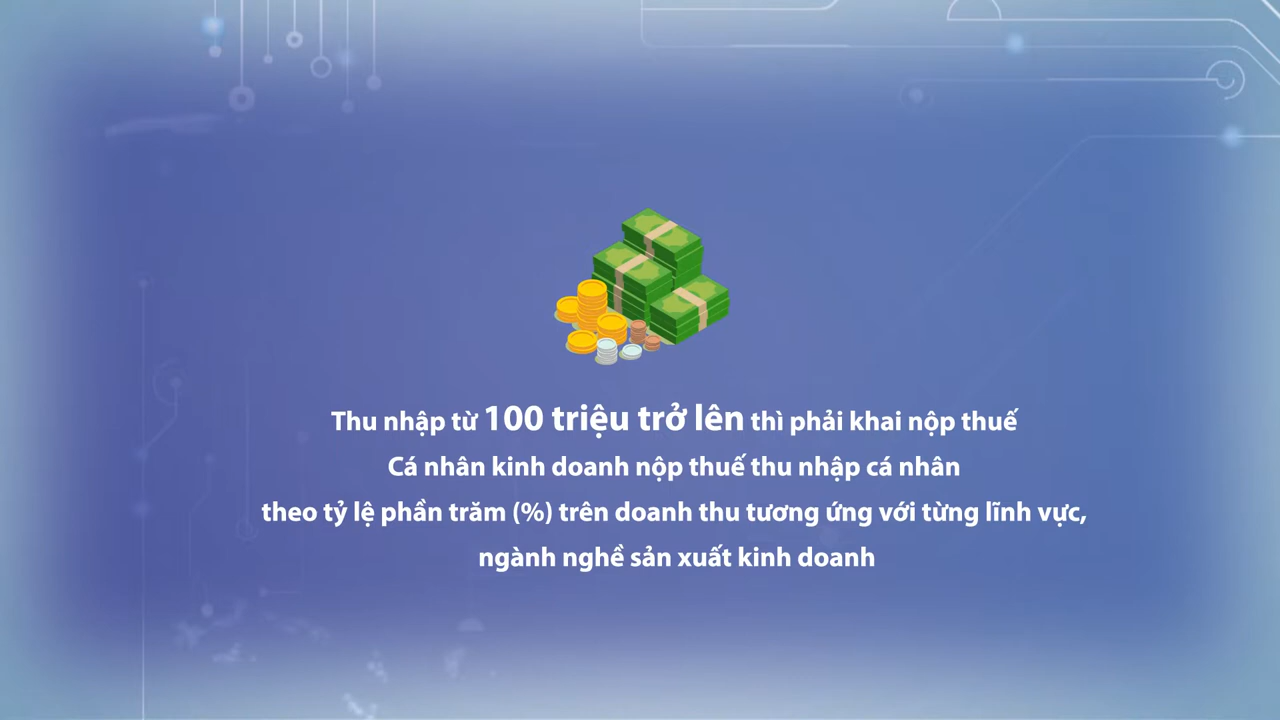 Thu nhập từ 100 triệu trở lên thì phải khai nộp thuế
Cá nhân kinh doanh nộp thuế thu nhập cá nhân
theo tỷ lệ phần trăm (%) trên doanh thu tương ứng với từng lĩnh vực,
ngành nghề sản xuất kinh doanh